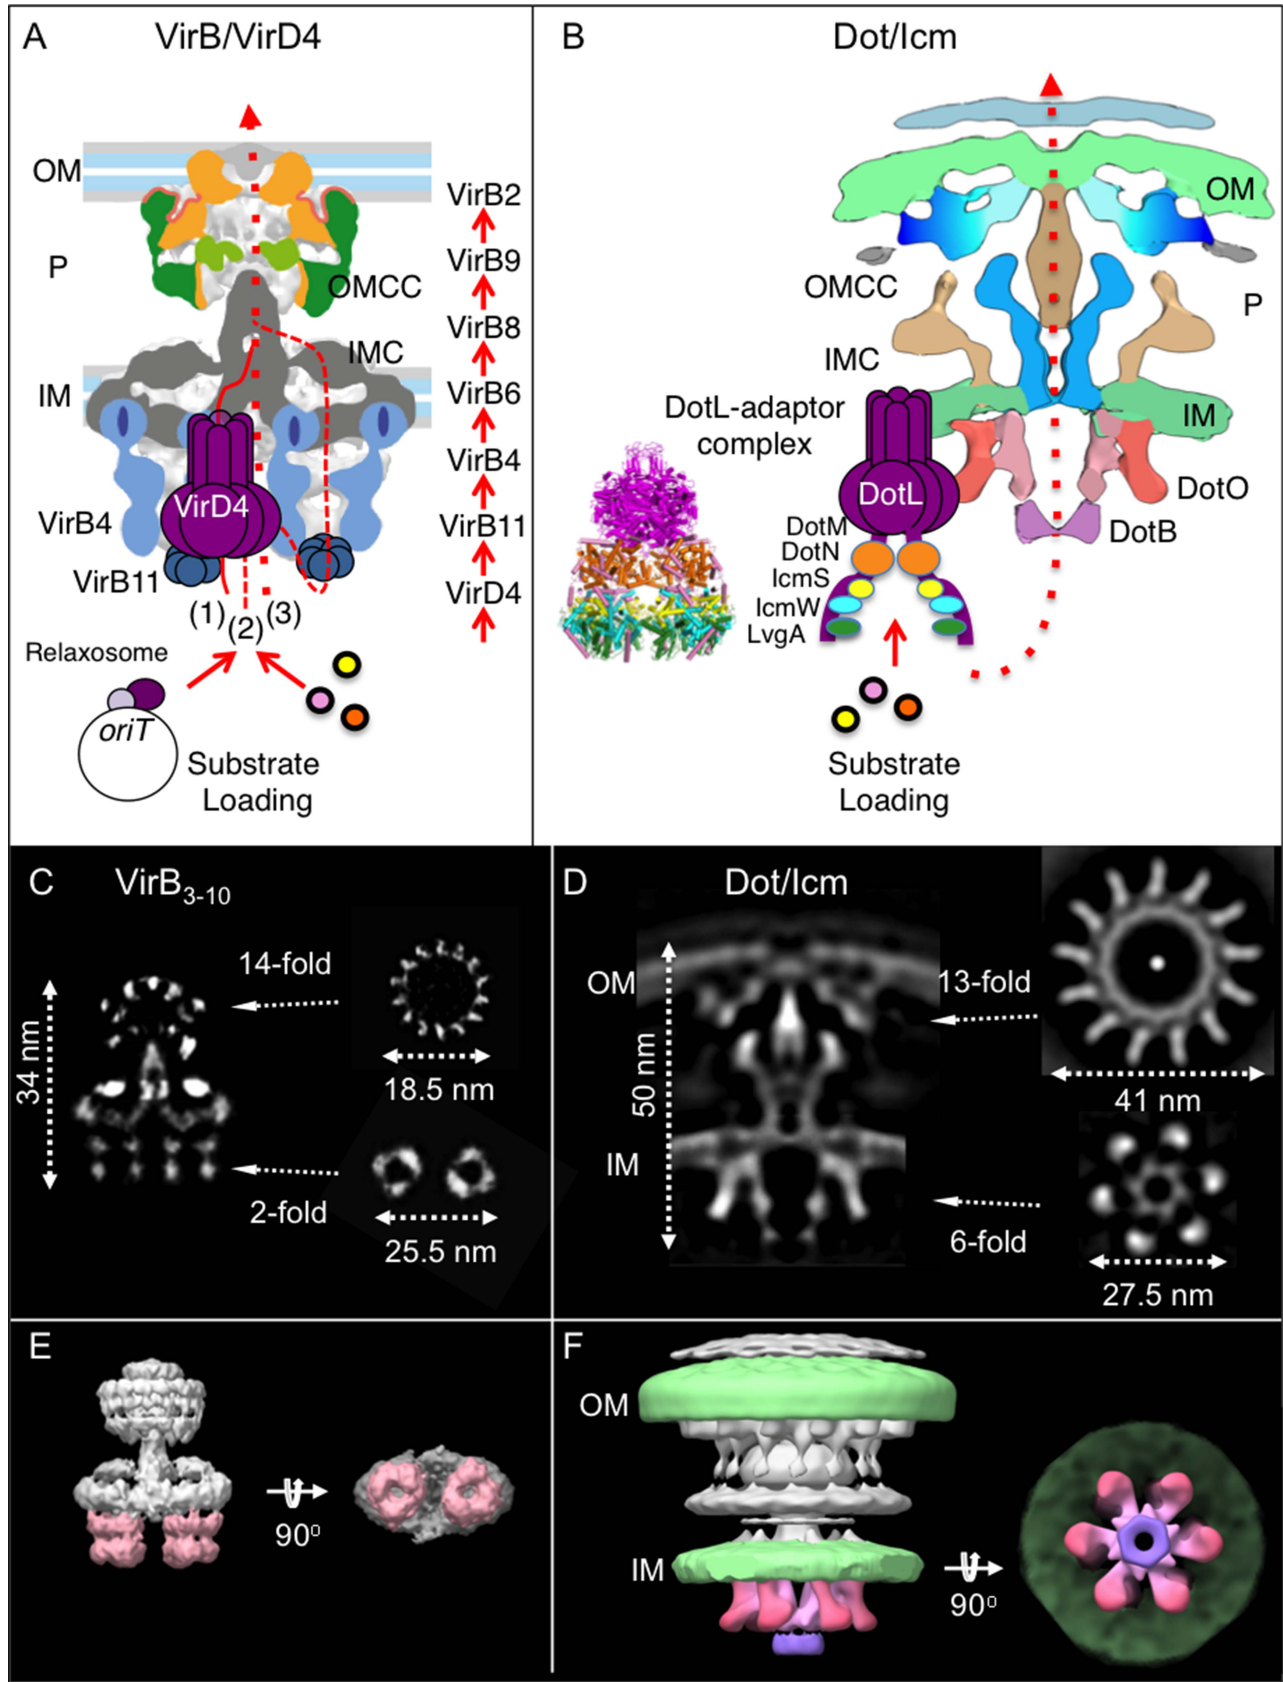 A
VirB/VirD4
OM
P
OMCC
IMC
IM
VirB4
VirD4
VirB11
(1)
(2)
(3)
Relaxosome
oriT
Substrate
Loading
VirB2
VirB9
VirB8
VirB6
VirB4
VirB11
VirD4
B
Dot/Icm
OM
OMCC
P
IMC
IM
DotL-adaptor
complex
DotL
DotO
DotB
DotM
DotN
IcmS
IcmW
LvgA
Substrate
Loading
C
VirB3-10
14-fold
34 nm
18.5 nm
2-fold
25.5 nm
D
Dot/Icm
OM
13-fold
50 nm
41 nm
IM
6-fold
27.5 nm
E
90º
F
OM
IM
90º